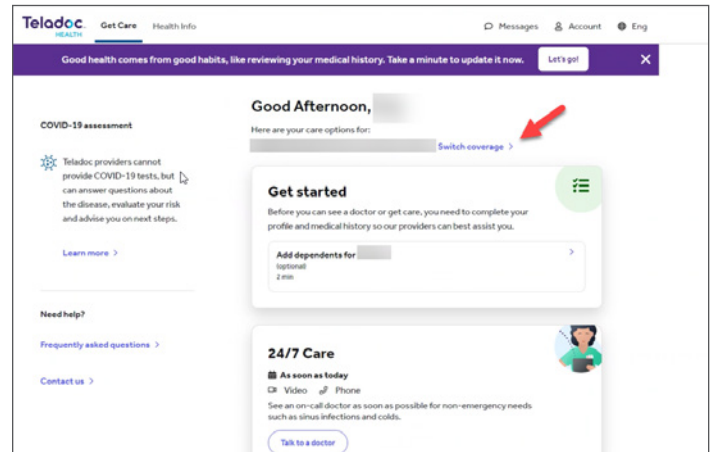 Teladoc
HEALTH
Get Care
Health Info
Messages
Account
Eng
Good health comes from good habits, like reviewing your medical history. Take a minute to update it now.
Let's go!
X
COVID-19 assessment
Teladoc providers cannot
provide COVID-19 tests, but
can answer questions about
the disease, evaluate your risk
and advise you on next steps.
Learn more >
Need help?
Frequently asked questions >
Contact us >
Good Afternoon,
Here are your care options for:
Switch coverage >
Get started
Before you can see a doctor or get care, you need to complete your
profile and medical history so our providers can best assist you.
Add dependents for
(optional)
2 min
24/7 Care
As soon as today
Video Phone
See an on-call doctor as soon as possible for non-emergency needs
such as sinus infections and colds.
Talk to a doctor